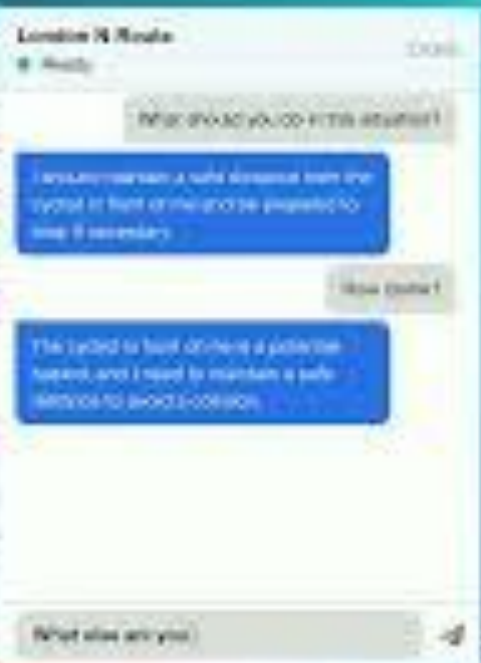 London N Route
Ready
What should you do in this situation?
I should maintain a safe distance from the
cyclist in front of me and be prepared to
stop if necessary.
How come?
The cyclist in front of me is a potential
hazard, and I need to maintain a safe
distance to avoid a collision.
What else are you